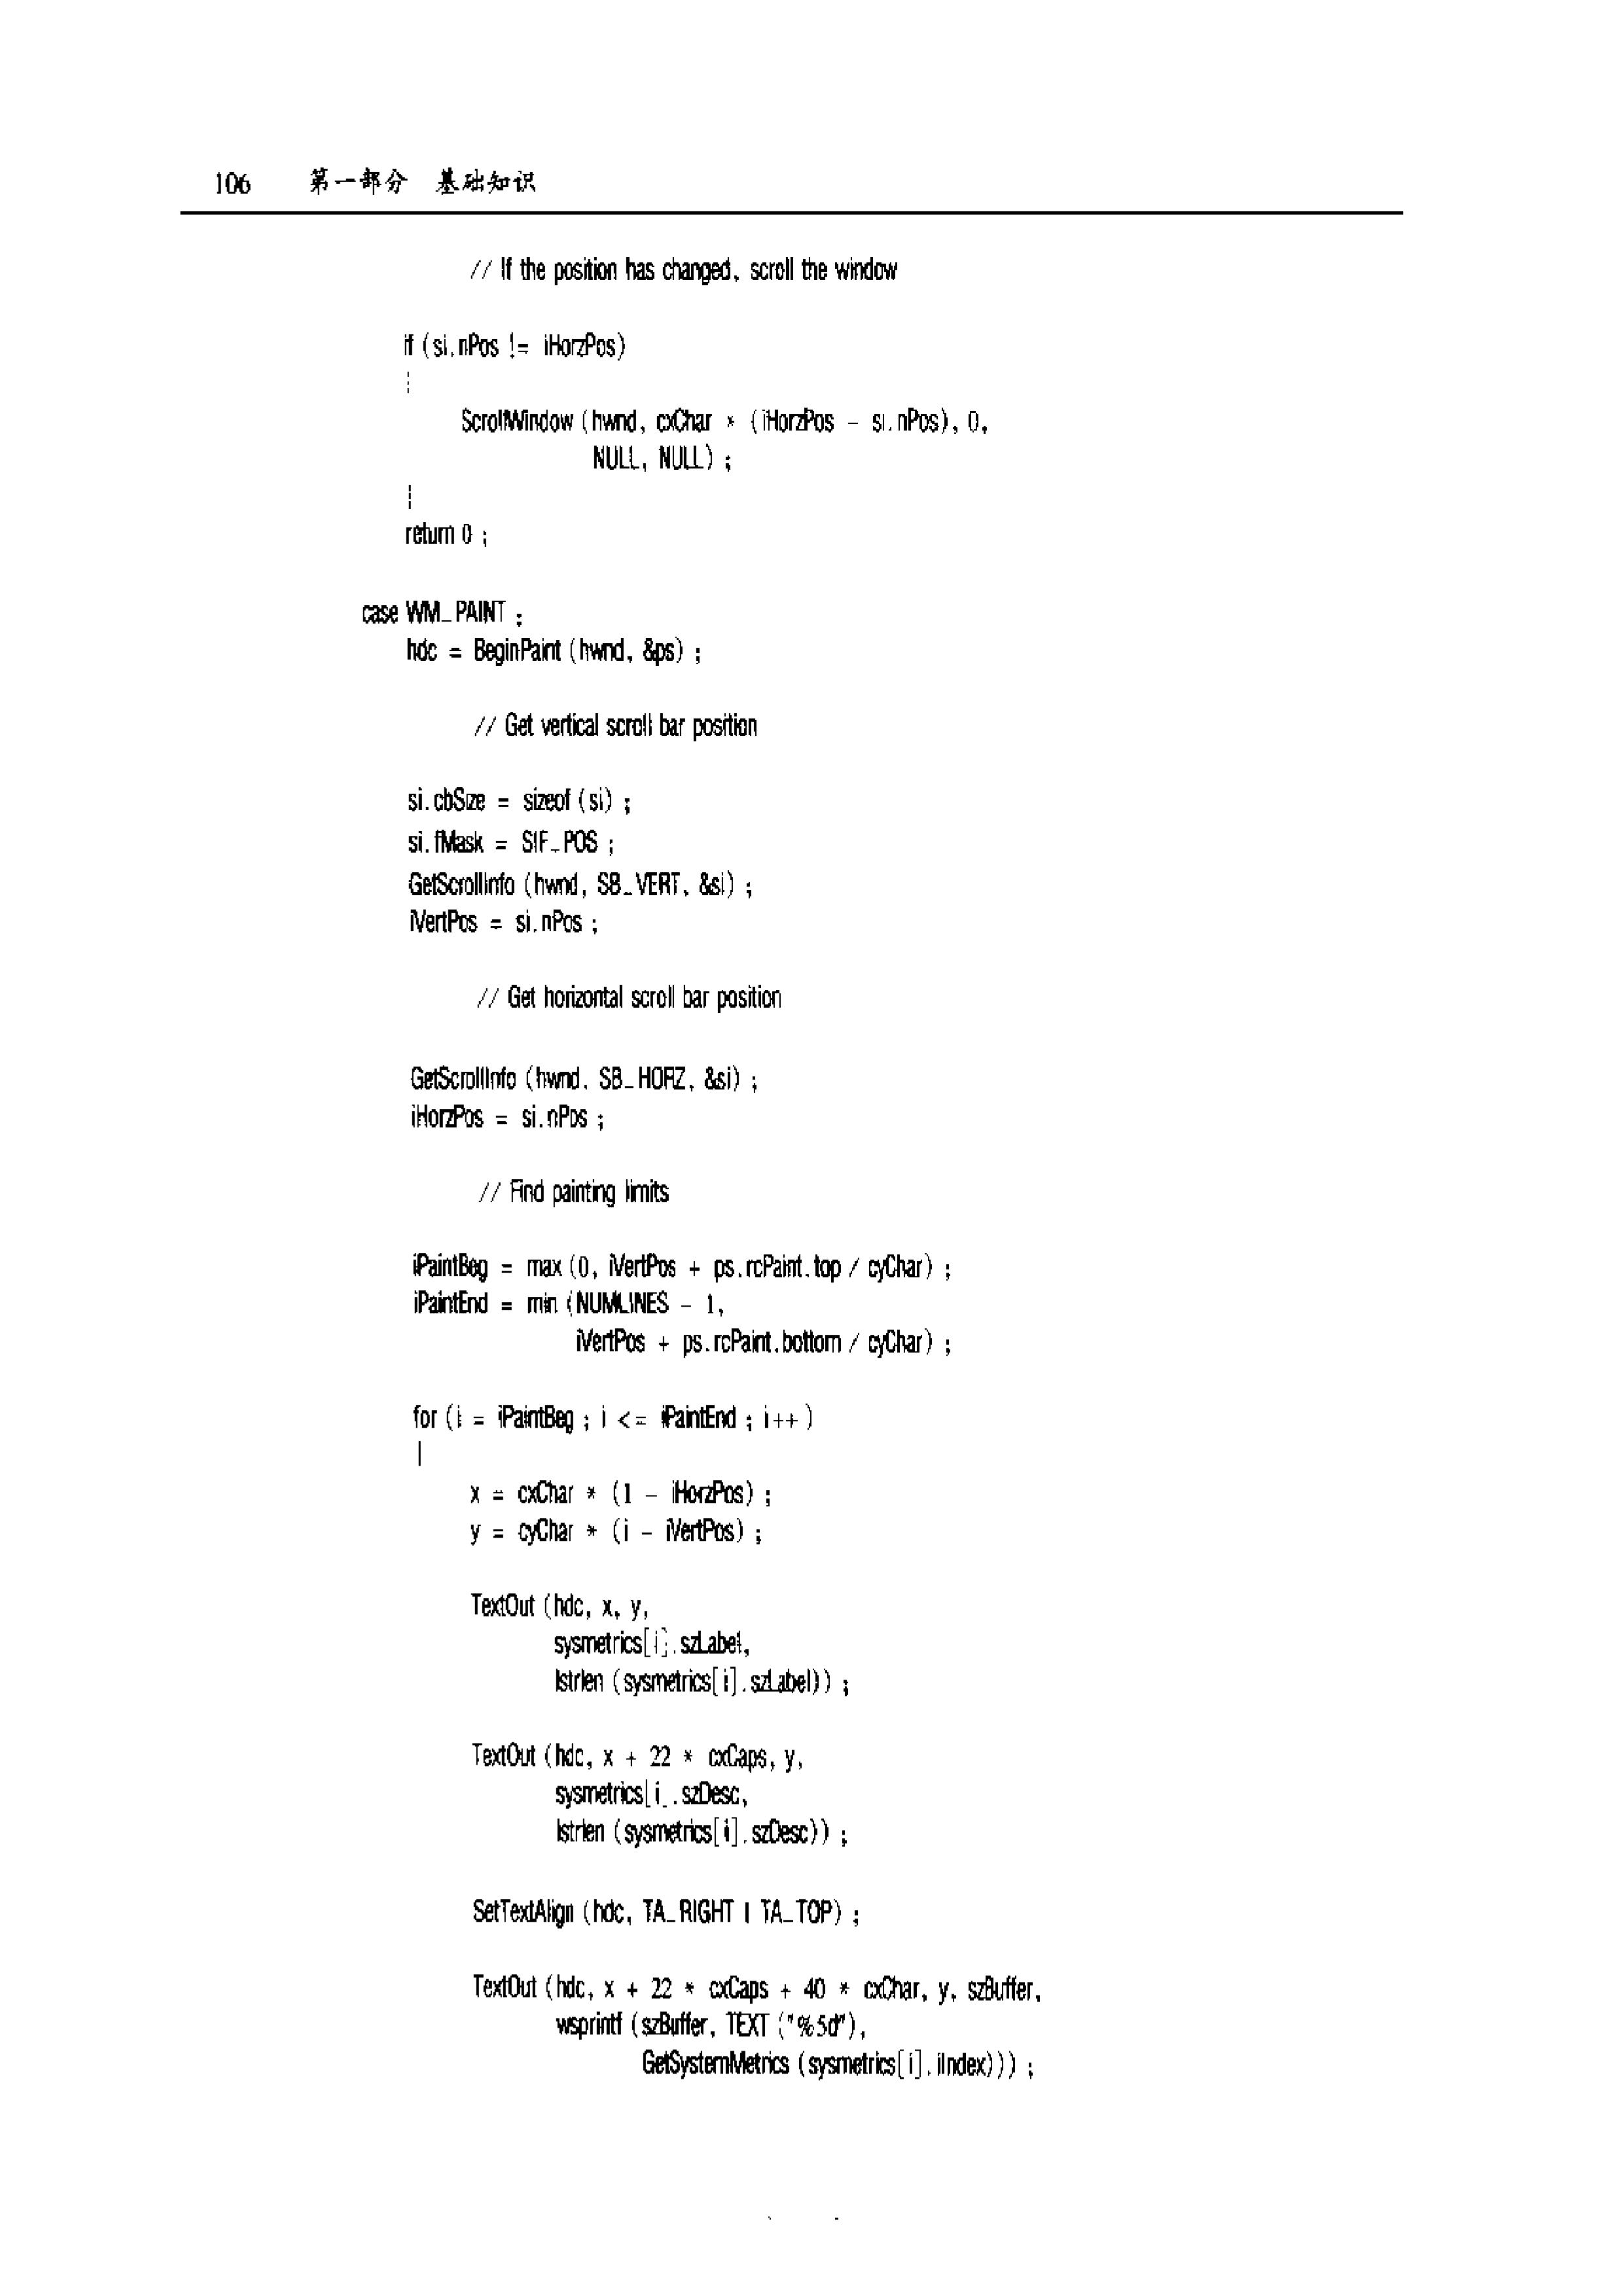 106 第一部分 基础知识
// If the position has changed, scroll the window
if (si.nPos != iHorzPos)
{
ScrollWindow (hwnd, cxChar * (iHorzPos - si.nPos), 0,
NULL, NULL) ;
}
return 0 ;
case WM_PAINT :
hdc = BeginPaint (hwnd, &ps) ;
// Get vertical scroll bar position
si.cbSize = sizeof (si) ;
si.fMask = SIF_POS ;
GetScrollInfo (hwnd, SB_VERT, &si) ;
iVertPos = si.nPos ;
// Get horizontal scroll bar position
GetScrollInfo (hwnd, SB_HORZ, &si) ;
iHorzPos = si.nPos ;
// Find painting limits
iPaintBeg = max (0, iVertPos + ps.rcPaint.top / cyChar) ;
iPaintEnd = min (NUMLINES - 1,
iVertPos + ps.rcPaint.bottom / cyChar) ;
for (i = iPaintBeg ; i <= iPaintEnd ; i++ )
{
x = cxChar * (1 - iHorzPos) ;
y = cyChar * (i - iVertPos) ;
TextOut (hdc, x, y,
sysmetrics[i].szLabel,
lstrlen (sysmetrics[i].szLabel)) ;
TextOut (hdc, x + 22 * cxCaps, y,
sysmetrics[i].szDesc,
lstrlen (sysmetrics[i].szDesc)) ;
SetTextAlign (hdc, TA_RIGHT | TA_TOP) ;
TextOut (hdc, x + 22 * cxCaps + 40 * cxChar, y, szBuffer,
wsprintf (szBuffer, TEXT ("%5d"),
GetSystemMetrics (sysmetrics[i].iIndex))) ;